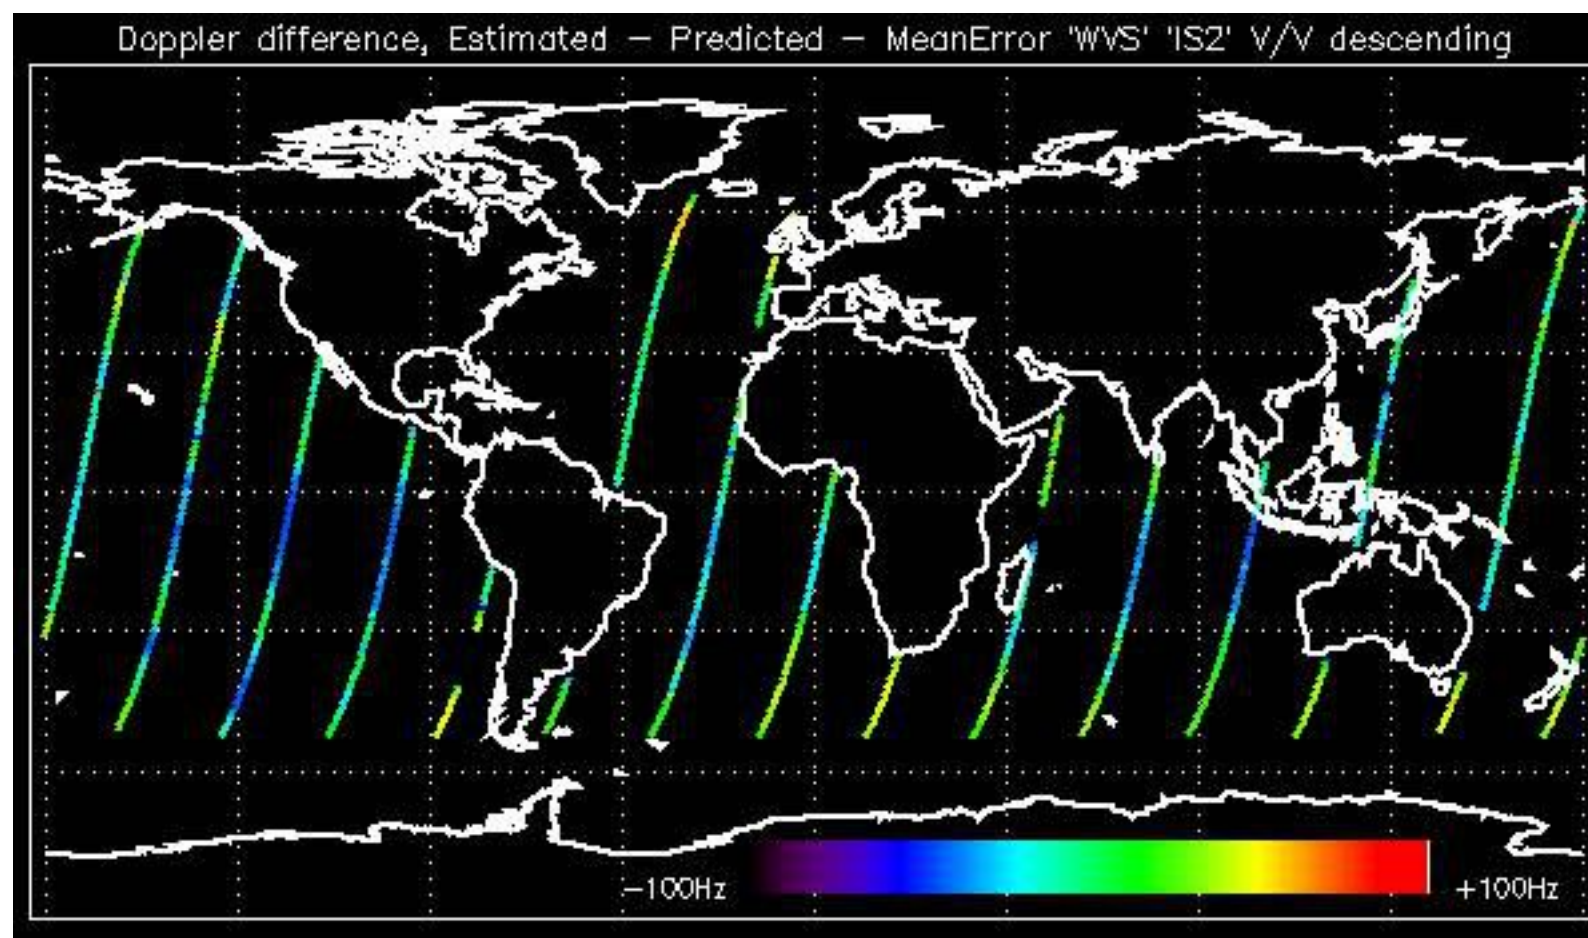 Doppler difference, Estimated – Predicted – MeanError 'WVS' 'IS2' V/V descending
−100Hz +100Hz